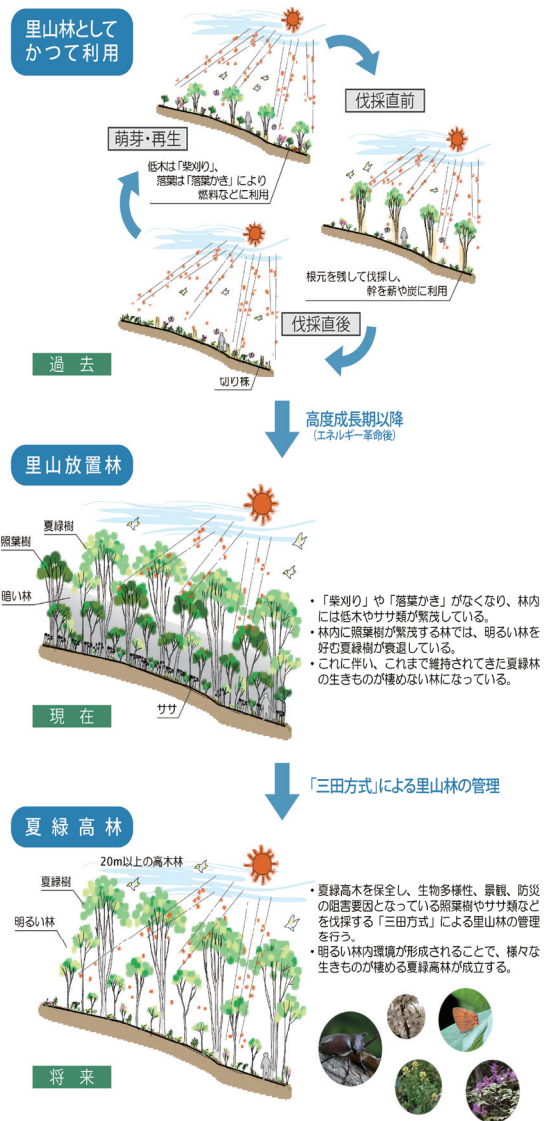 里山林として
かつて利用
伐採直前
萌芽・再生
低木は「柴刈り」、
落葉は「落葉かき」により
燃料などに利用
根元を残して伐採し、
幹を薪や炭に利用
伐採直後
過去
切り株
高度成長期以降
(エネルギー革命後)
里山放置林
夏緑樹
照葉樹
暗い林
・「柴刈り」や「落葉かき」がなくなり、林内
には低木やササ類が繁茂している。
・林内に照葉樹が繁茂する林では、明るい林を
好む夏緑樹が衰退している。
・これに伴い、これまで維持されてきた夏緑林
の生きものが棲めない林になっている。
ササ
現在
「三田方式」による里山林の管理
夏緑高林
20m以上の高木林
夏緑樹
明るい林
・夏緑高木を保全し、生物多様性、景観、防災
の阻害要因となっている照葉樹やササ類など
を伐採する「三田方式」による里山林の管理
を行う。
・明るい林内環境が形成されることで、様々な
生きものが棲める夏緑高林が成立する。
将来